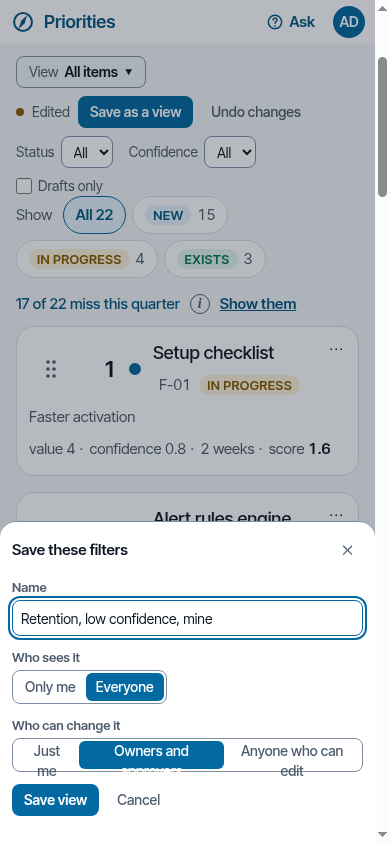 Priorities
Ask
AD
View All items ▼
Edited
Save as a view
Undo changes
Status
All
Confidence
All
Drafts only
Show
All 22
NEW 15
IN PROGRESS 4
EXISTS 3
17 of 22 miss this quarter
i
Show them
1
Setup checklist
...
F-01
IN PROGRESS
Faster activation
value 4 · confidence 0.8 · 2 weeks · score 1.6
Alert rules engine
...
Save these filters
Name
Retention, low confidence, mine
Who sees it
Only me
Everyone
Who can change it
Just me
Owners and
Anyone who can edit
Save view
Cancel